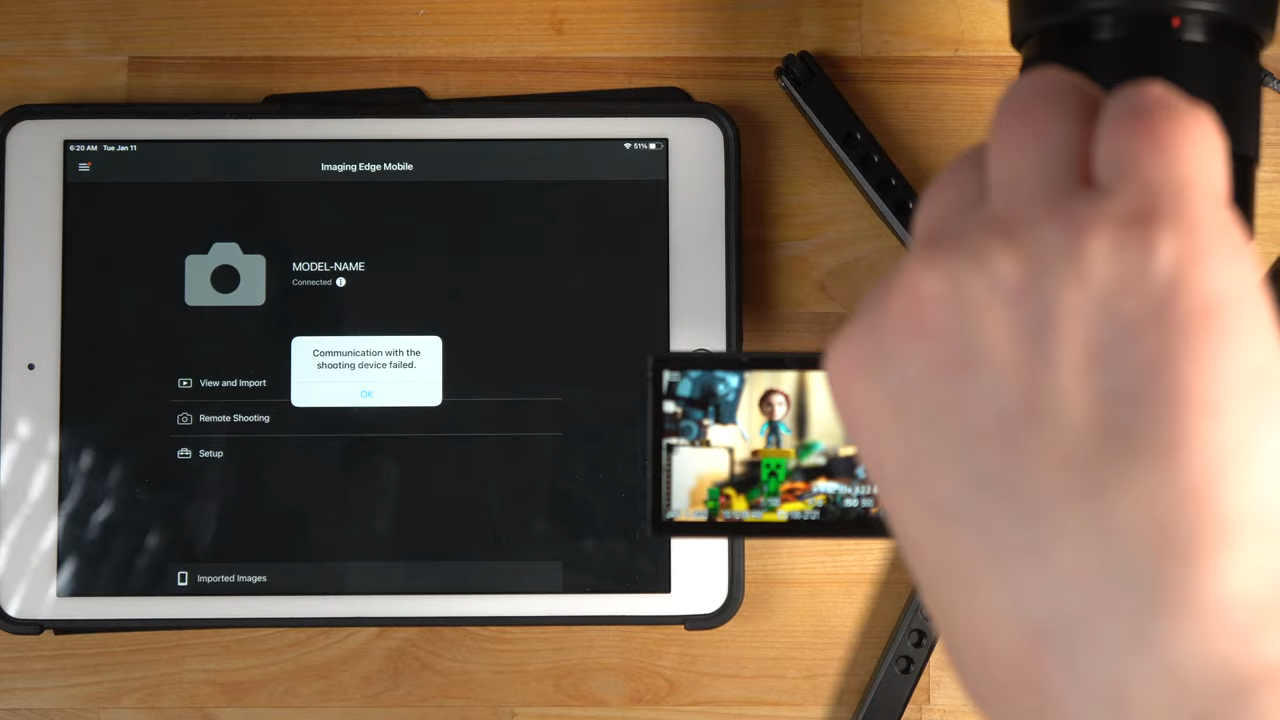 6:20 AM Tue Jan 11
51%
Imaging Edge Mobile
MODEL-NAME
Connected
Communication with the
shooting device failed.
OK
View and Import
Remote Shooting
Setup
Imported Images
ISO